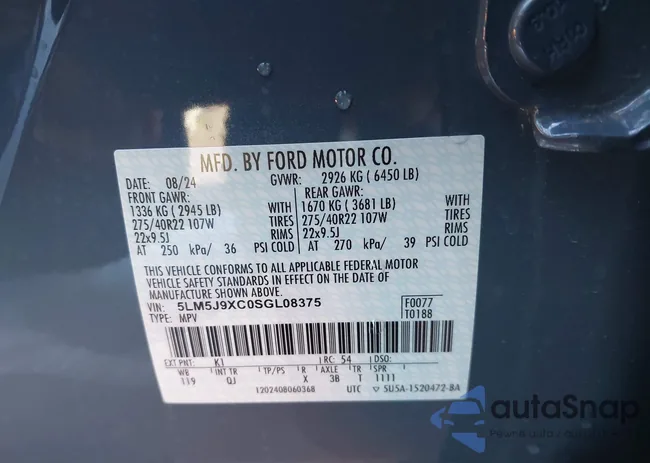 MFD. BY FORD MOTOR CO.
DATE: 08/24 GVWR: 2926 KG ( 6450 LB)
FRONT GAWR: REAR GAWR:
1336 KG ( 2945 LB) WITH 1670 KG ( 3681 LB) WITH
275/40R22 107W TIRES 275/40R22 107W TIRES
22x9.5J RIMS 22x9.5J RIMS
AT 250 kPa/ 36 PSI COLD AT 270 kPa/ 39 PSI COLD
THIS VEHICLE CONFORMS TO ALL APPLICABLE FEDERAL MOTOR
VEHICLE SAFETY STANDARDS IN EFFECT ON THE DATE OF
MANUFACTURE SHOWN ABOVE.
VIN: 5LM5J9XC0SGL08375 F0077
TYPE: MPV T0188
EXT PNT: K1 RC: 54 DSO:
WB INT TR TP/PS R AXLE TR SPR
119 QJ X 3B T 1111
12024080603​68 UTC ▽ SU5A-1520472-BA
autoSnap